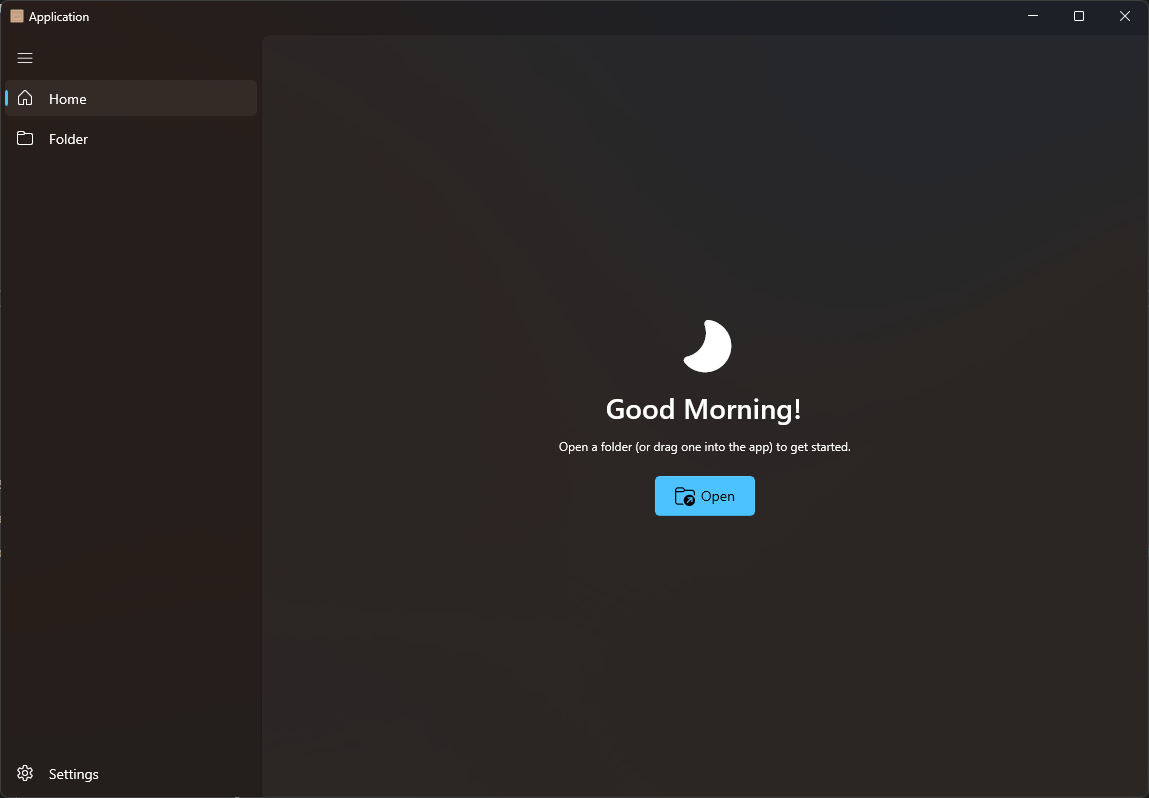 Application
Home
Folder
Good Morning!
Open a folder (or drag one into the app) to get started.
Open
Settings